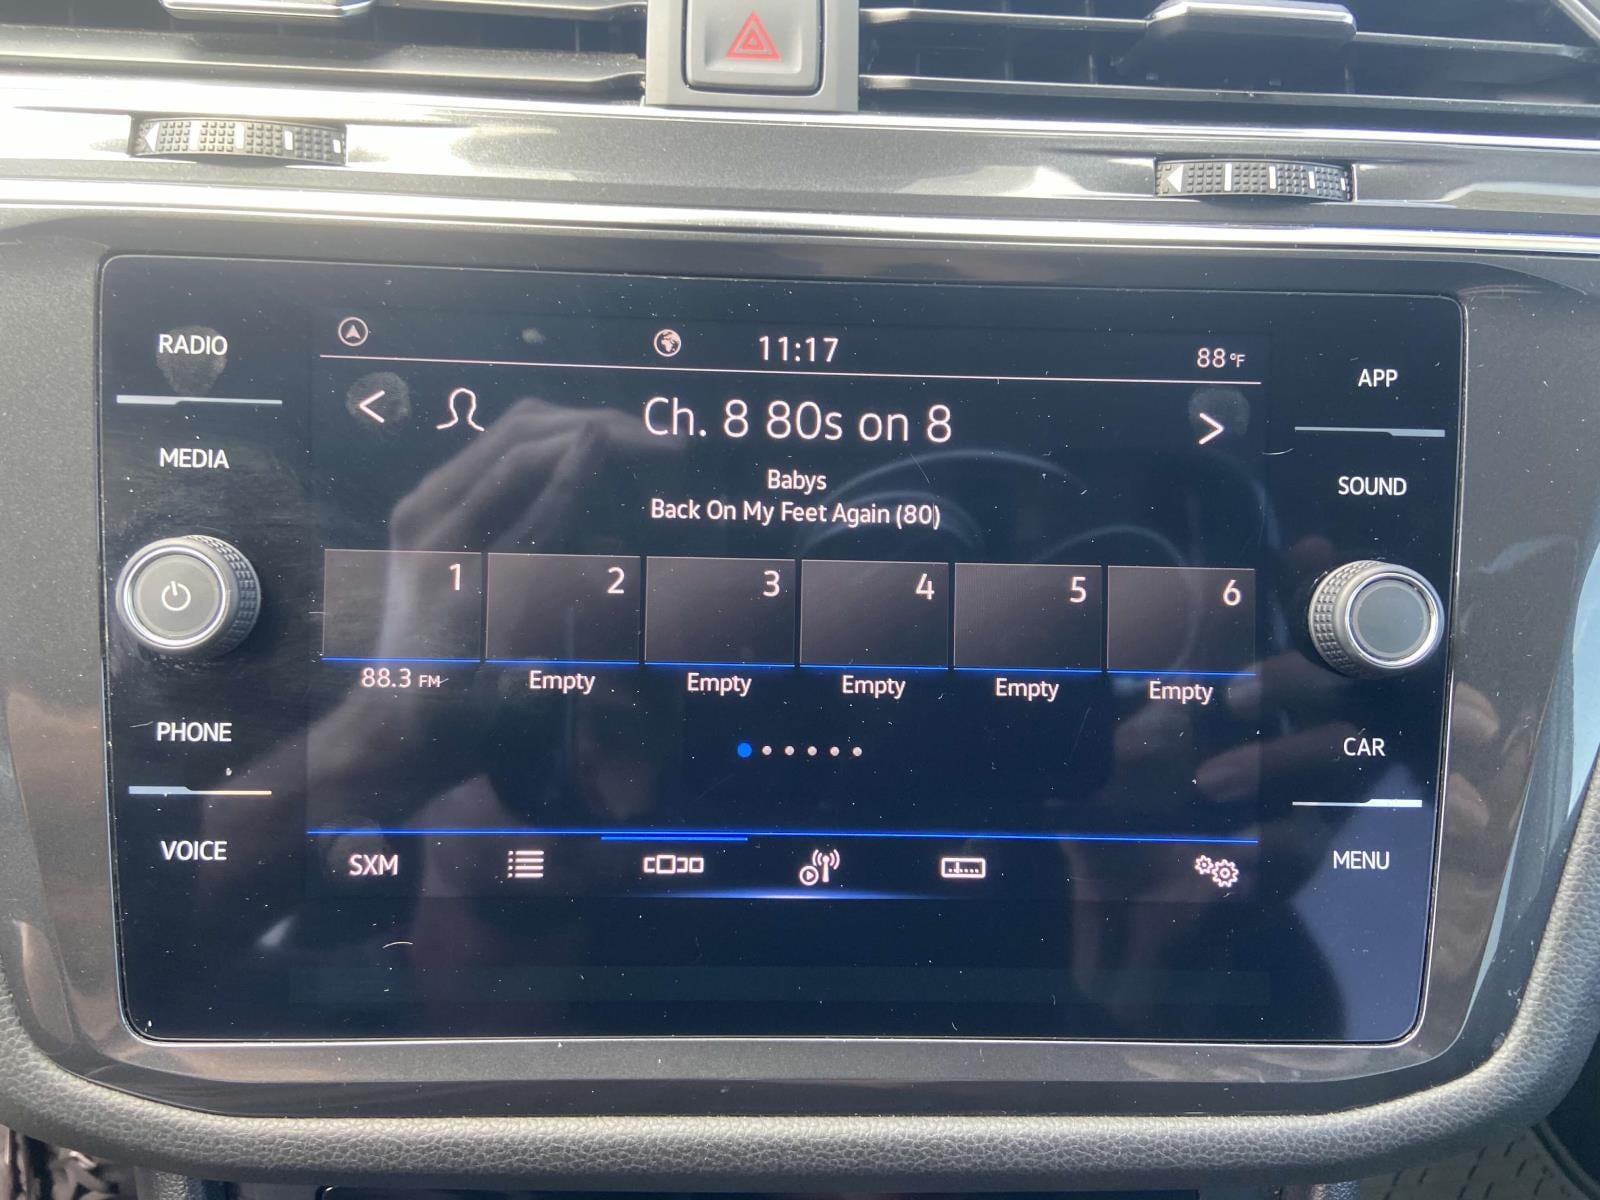 RADIO
MEDIA
PHONE
VOICE
11:17
88°F
< Ch. 8 80s on 8 >
Babys
Back On My Feet Again (80)
1 2 3 4 5 6
88.3 FM Empty Empty Empty Empty Empty
SXM
APP
SOUND
CAR
MENU